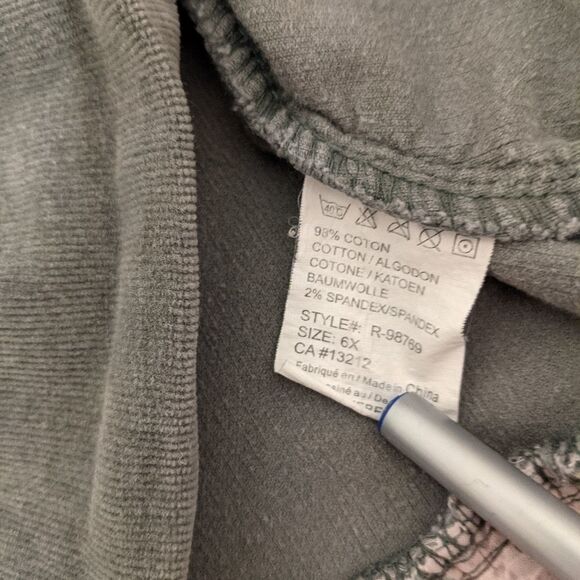 40°C
98% COTON
COTTON / ALGODON
COTONE / KATOEN
BAUMWOLLE
2% SPANDEX/SPANDEX
STYLE#: R-98769
SIZE: 6X
CA #13212
Fabriqué en / Made in China